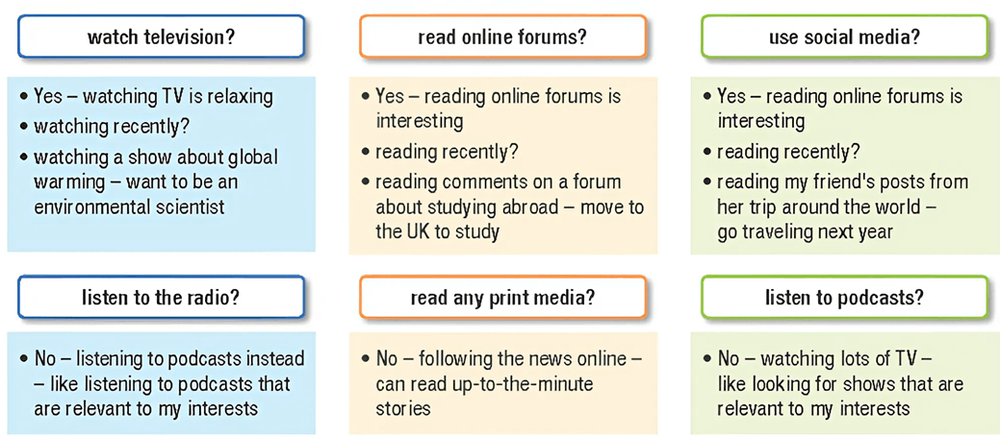 watch television?
• Yes – watching TV is relaxing
• watching recently?
• watching a show about global
warming – want to be an
environmental scientist
read online forums?
• Yes – reading online forums is
interesting
• reading recently?
• reading comments on a forum
about studying abroad – move to
the UK to study
use social media?
• Yes – reading online forums is
interesting
• reading recently?
• reading my friend's posts from
her trip around the world –
go traveling next year
listen to the radio?
• No – listening to podcasts instead
– like listening to podcasts that
are relevant to my interests
read any print media?
• No – following the news online –
can read up-to-the-minute
stories
listen to podcasts?
• No – watching lots of TV –
like looking for shows that are
relevant to my interests